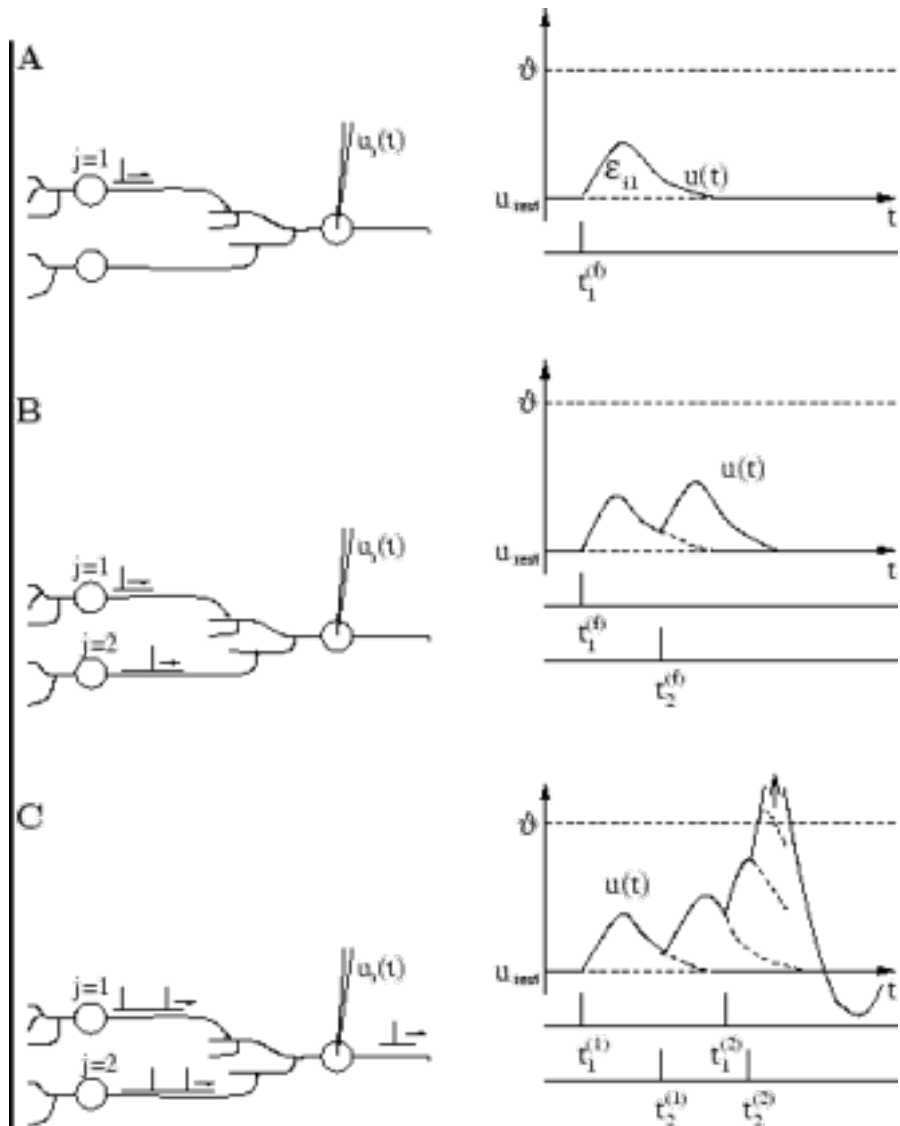 A
j=1
u_i(t)
ϑ
ε_i1
u(t)
u_rest
t
t_1^(f)
B
j=1
j=2
u_i(t)
ϑ
u(t)
u_rest
t
t_1^(f)
t_2^(f)
C
j=1
j=2
u_i(t)
ϑ
u(t)
u_rest
t
t_1^(1)
t_1^(2)
t_2^(1)
t_2^(2)